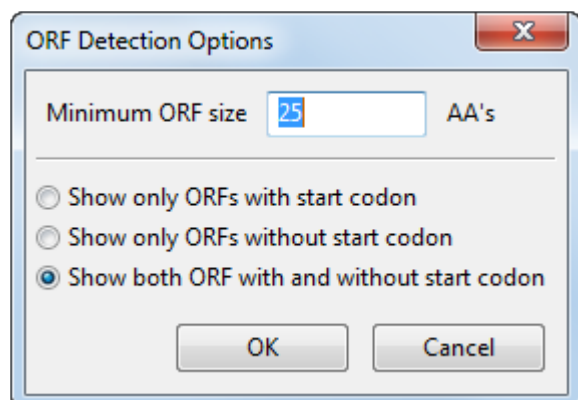 ORF Detection Options
Minimum ORF size 25 AA's
Show only ORFs with start codon
Show only ORFs without start codon
Show both ORF with and without start codon
OK Cancel